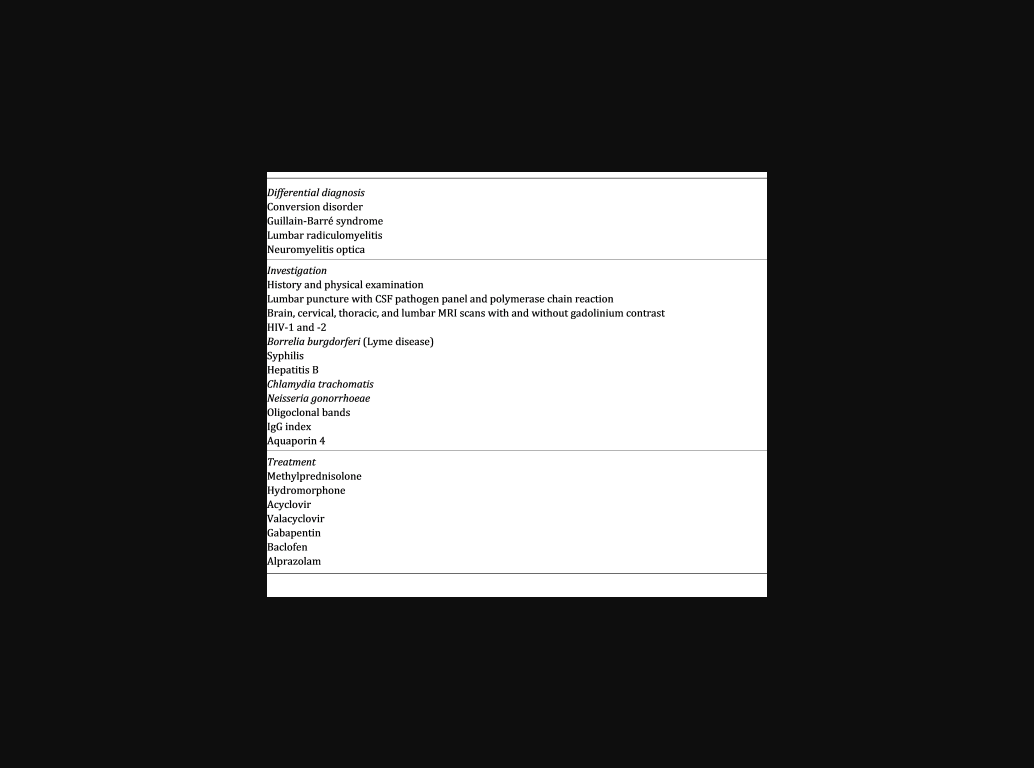 Differential diagnosis
Conversion disorder
Guillain-Barré syndrome
Lumbar radiculomyelitis
Neuromyelitis optica
Investigation
History and physical examination
Lumbar puncture with CSF pathogen panel and polymerase chain reaction
Brain, cervical, thoracic, and lumbar MRI scans with and without gadolinium contrast
HIV-1 and -2
Borrelia burgdorferi (Lyme disease)
Syphilis
Hepatitis B
Chlamydia trachomatis
Neisseria gonorrhoeae
Oligoclonal bands
IgG index
Aquaporin 4
Treatment
Methylprednisolone
Hydromorphone
Acyclovir
Valacyclovir
Gabapentin
Baclofen
Alprazolam